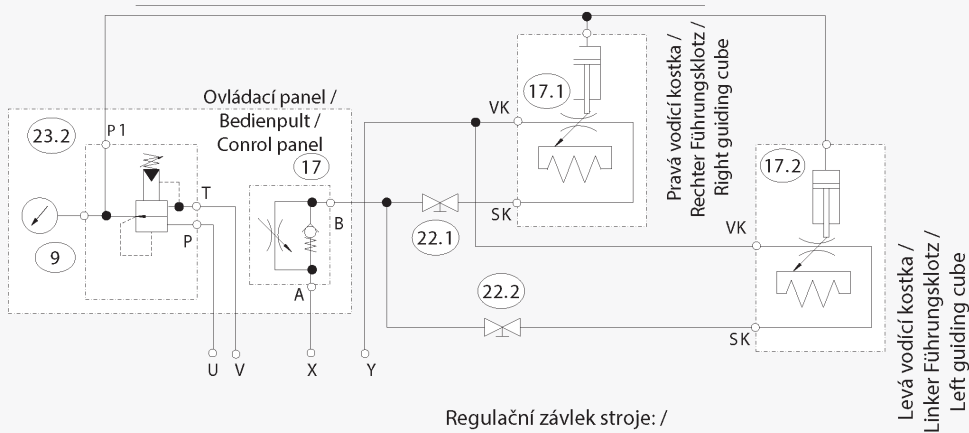 Ovládací panel /
Bedienpult /
Conrol panel
23.2
P1
17
T
P
B
A
9
U
V
X
Y
22.1
22.2
17.1
VK
SK
Pravá vodící kostka /
Rechter Führungsklotz /
Right guiding cube
17.2
VK
SK
Levá vodící kostka /
Linker Führungsklotz /
Left guiding cube
Regulační závlek stroje: /